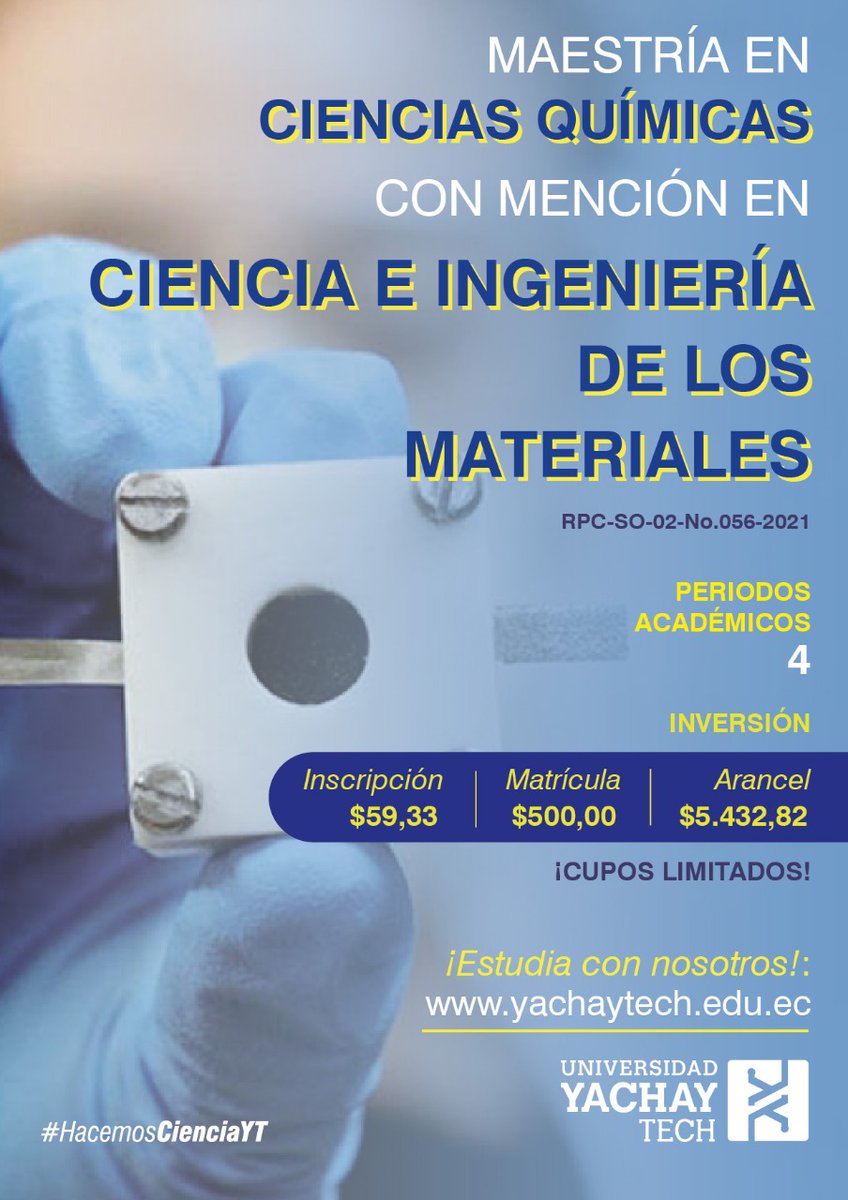 MAESTRÍA EN
CIENCIAS QUÍMICAS
CON MENCIÓN EN
CIENCIA E INGENIERÍA
DE LOS
MATERIALES
RPC-SO-02-No.056-2021
PERIODOS
ACADÉMICOS
4
INVERSIÓN
Inscripción
$59,33
Matrícula
$500,00
Arancel
$5.432,82
¡CUPOS LIMITADOS!
¡Estudia con nosotros!:
www.yachaytech.edu.ec
UNIVERSIDAD
YACHAY
TECH
#HacemosCienciaYT